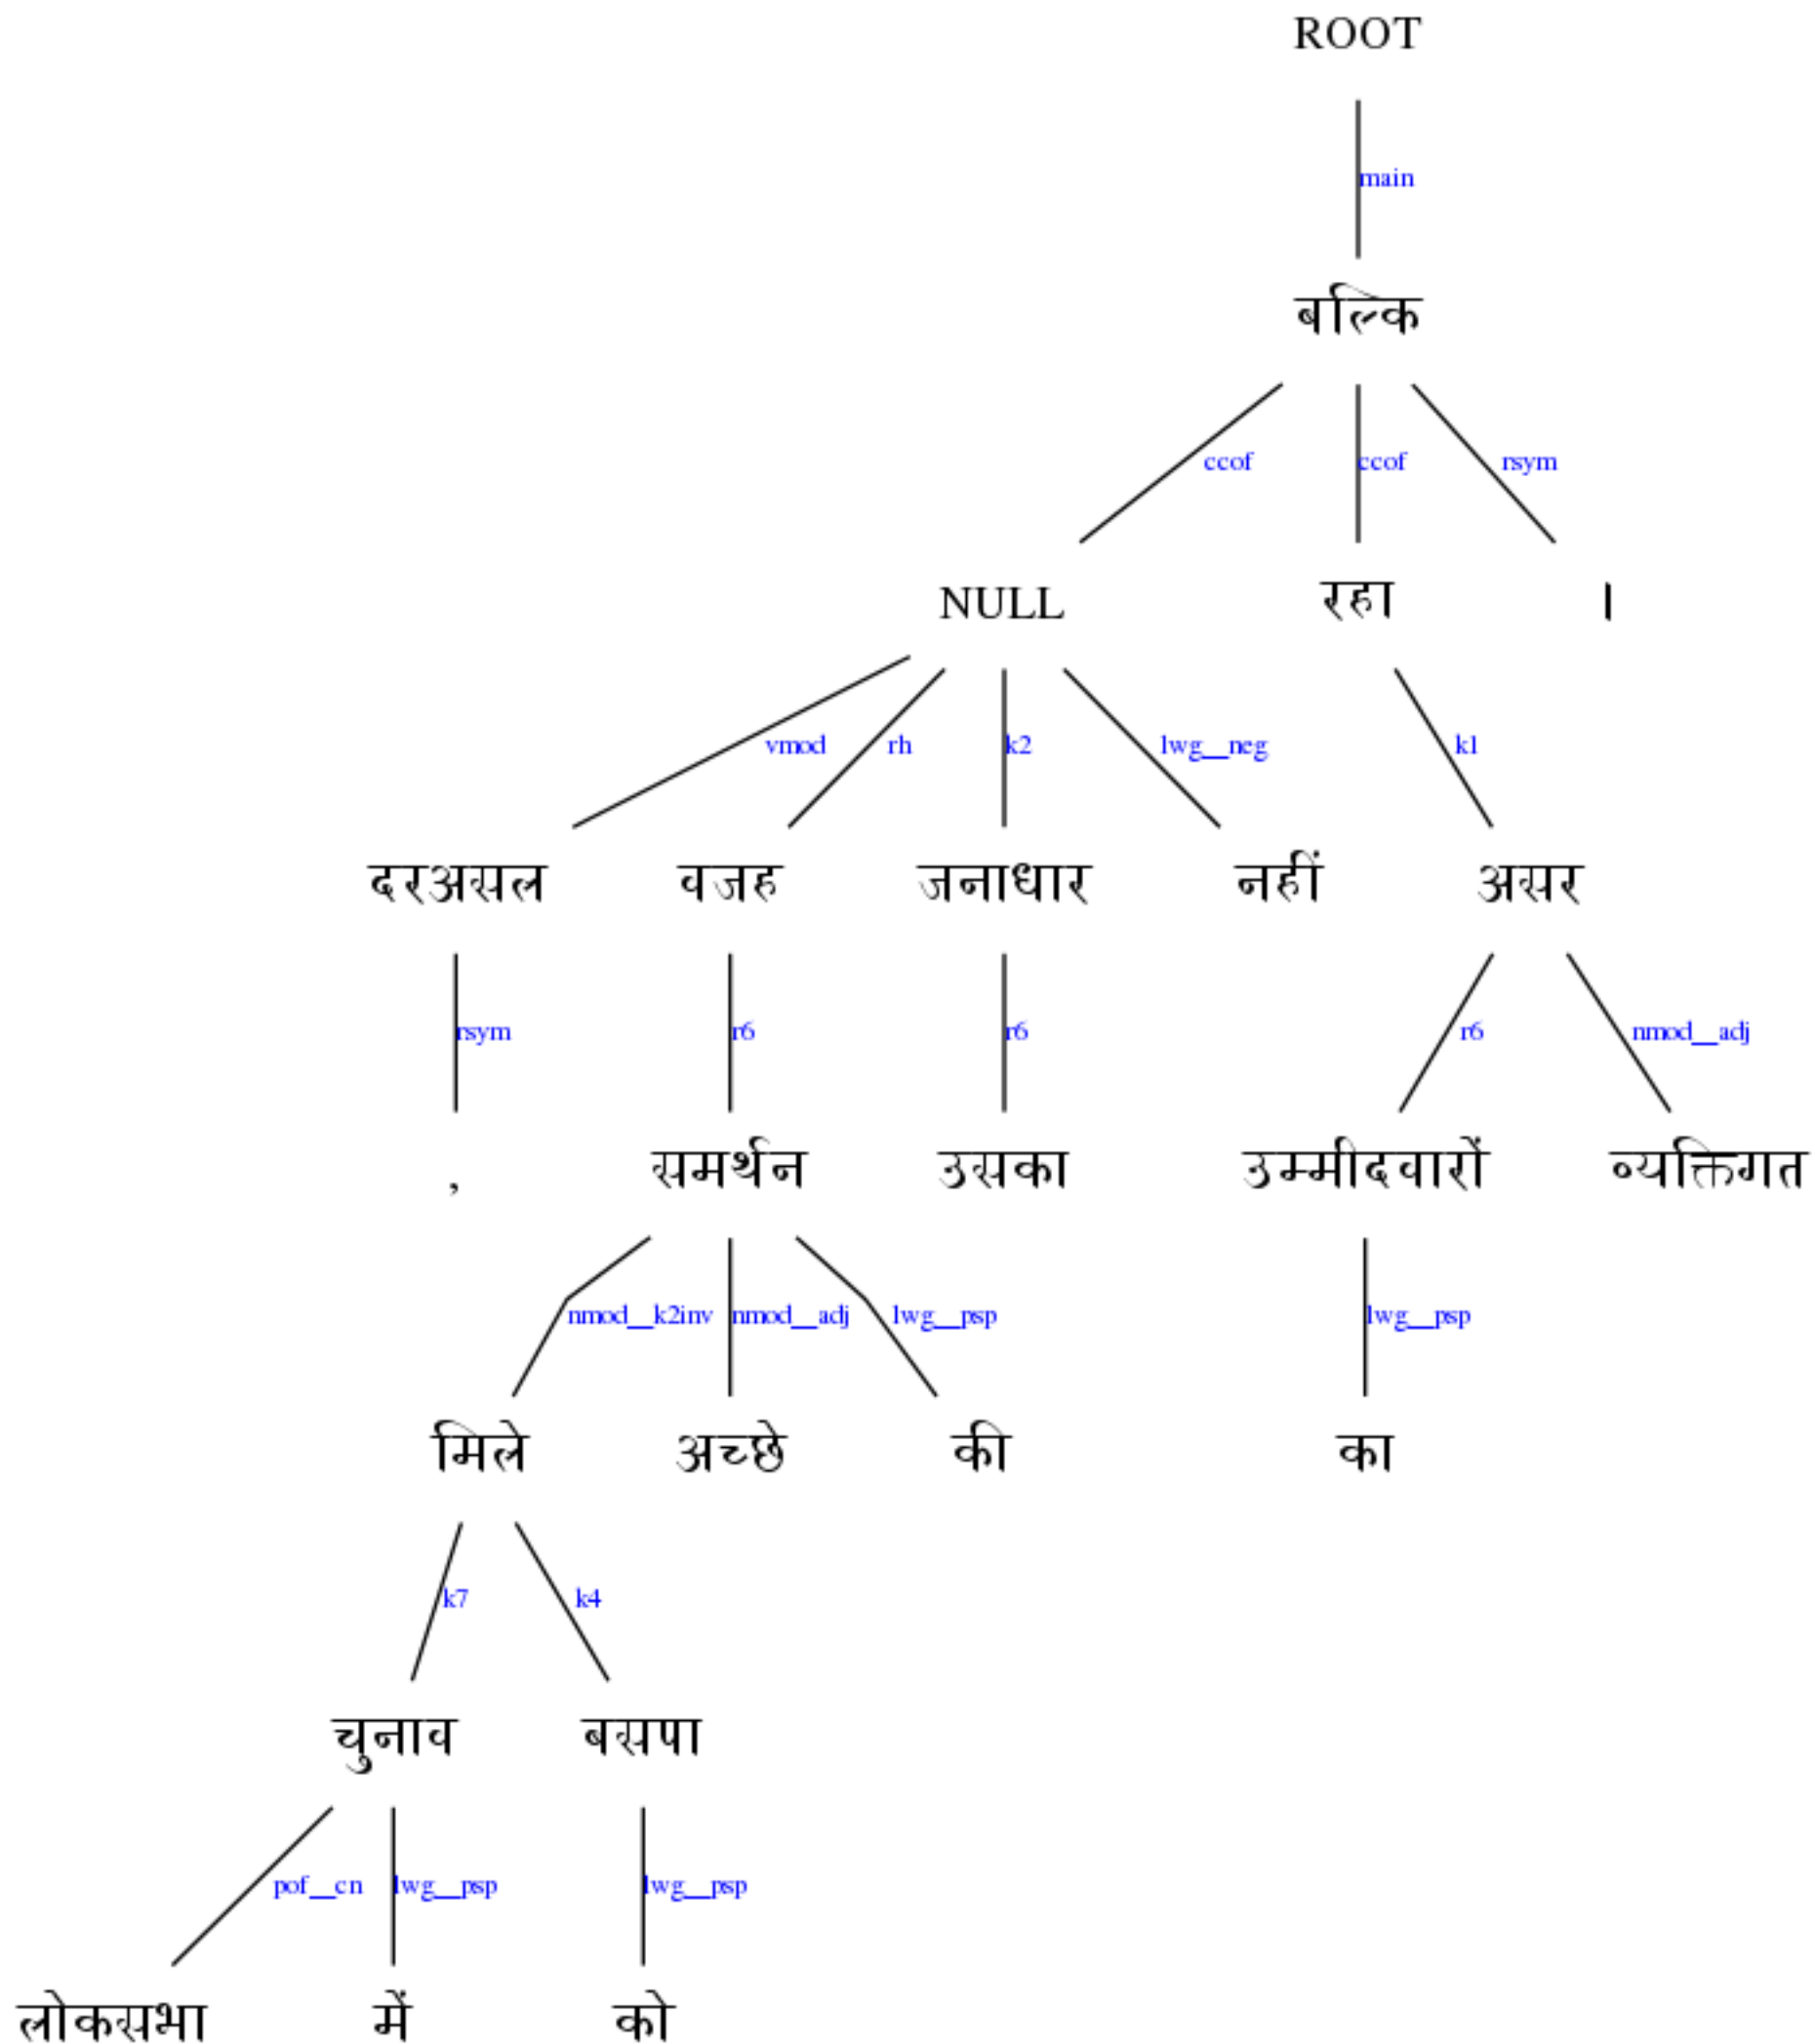 ROOT
main
बल्कि
ccof ccof rsym
NULL रहा ।
vmod rh k2 lwg__neg k1
दरअसल वजह जनाधार नहीं असर
rsym r6 r6 r6 nmod__adj
, समर्थन उसका उम्मीदवारों व्यक्तिगत
nmod__k2inv nmod__adj lwg__psp lwg__psp
मिले अच्छे की का
k7 k4
चुनाव बसपा
pof__cn lwg__psp lwg__psp
लोकसभा में को